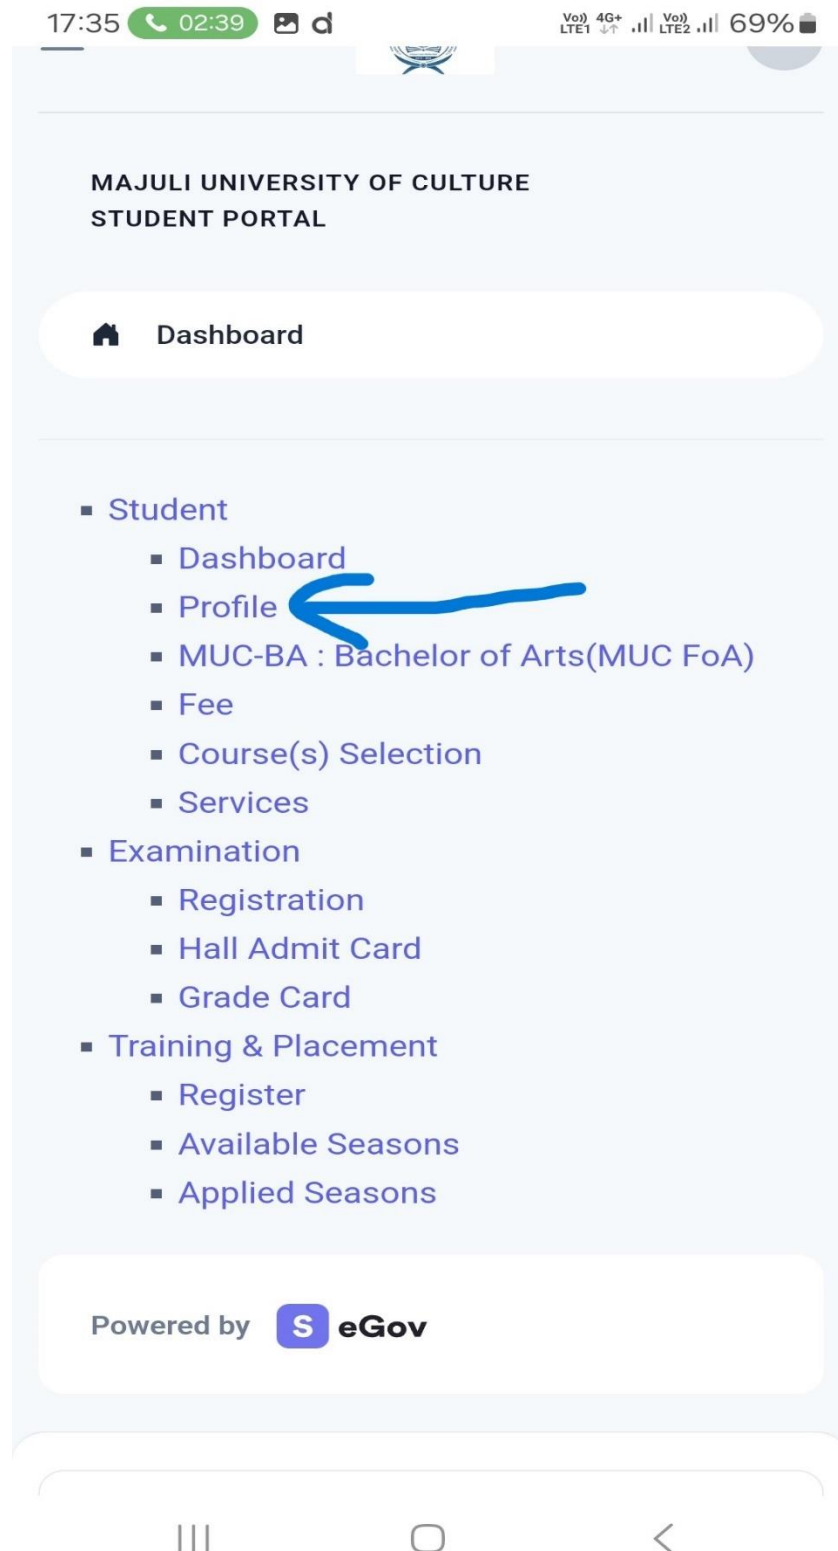 17:35 02:39 Vo)) LTE1 4G+ Vo)) LTE2 69%
MAJULI UNIVERSITY OF CULTURE
STUDENT PORTAL
Dashboard
Student
Dashboard
Profile
MUC-BA : Bachelor of Arts(MUC FoA)
Fee
Course(s) Selection
Services
Examination
Registration
Hall Admit Card
Grade Card
Training & Placement
Register
Available Seasons
Applied Seasons
Powered by S eGov